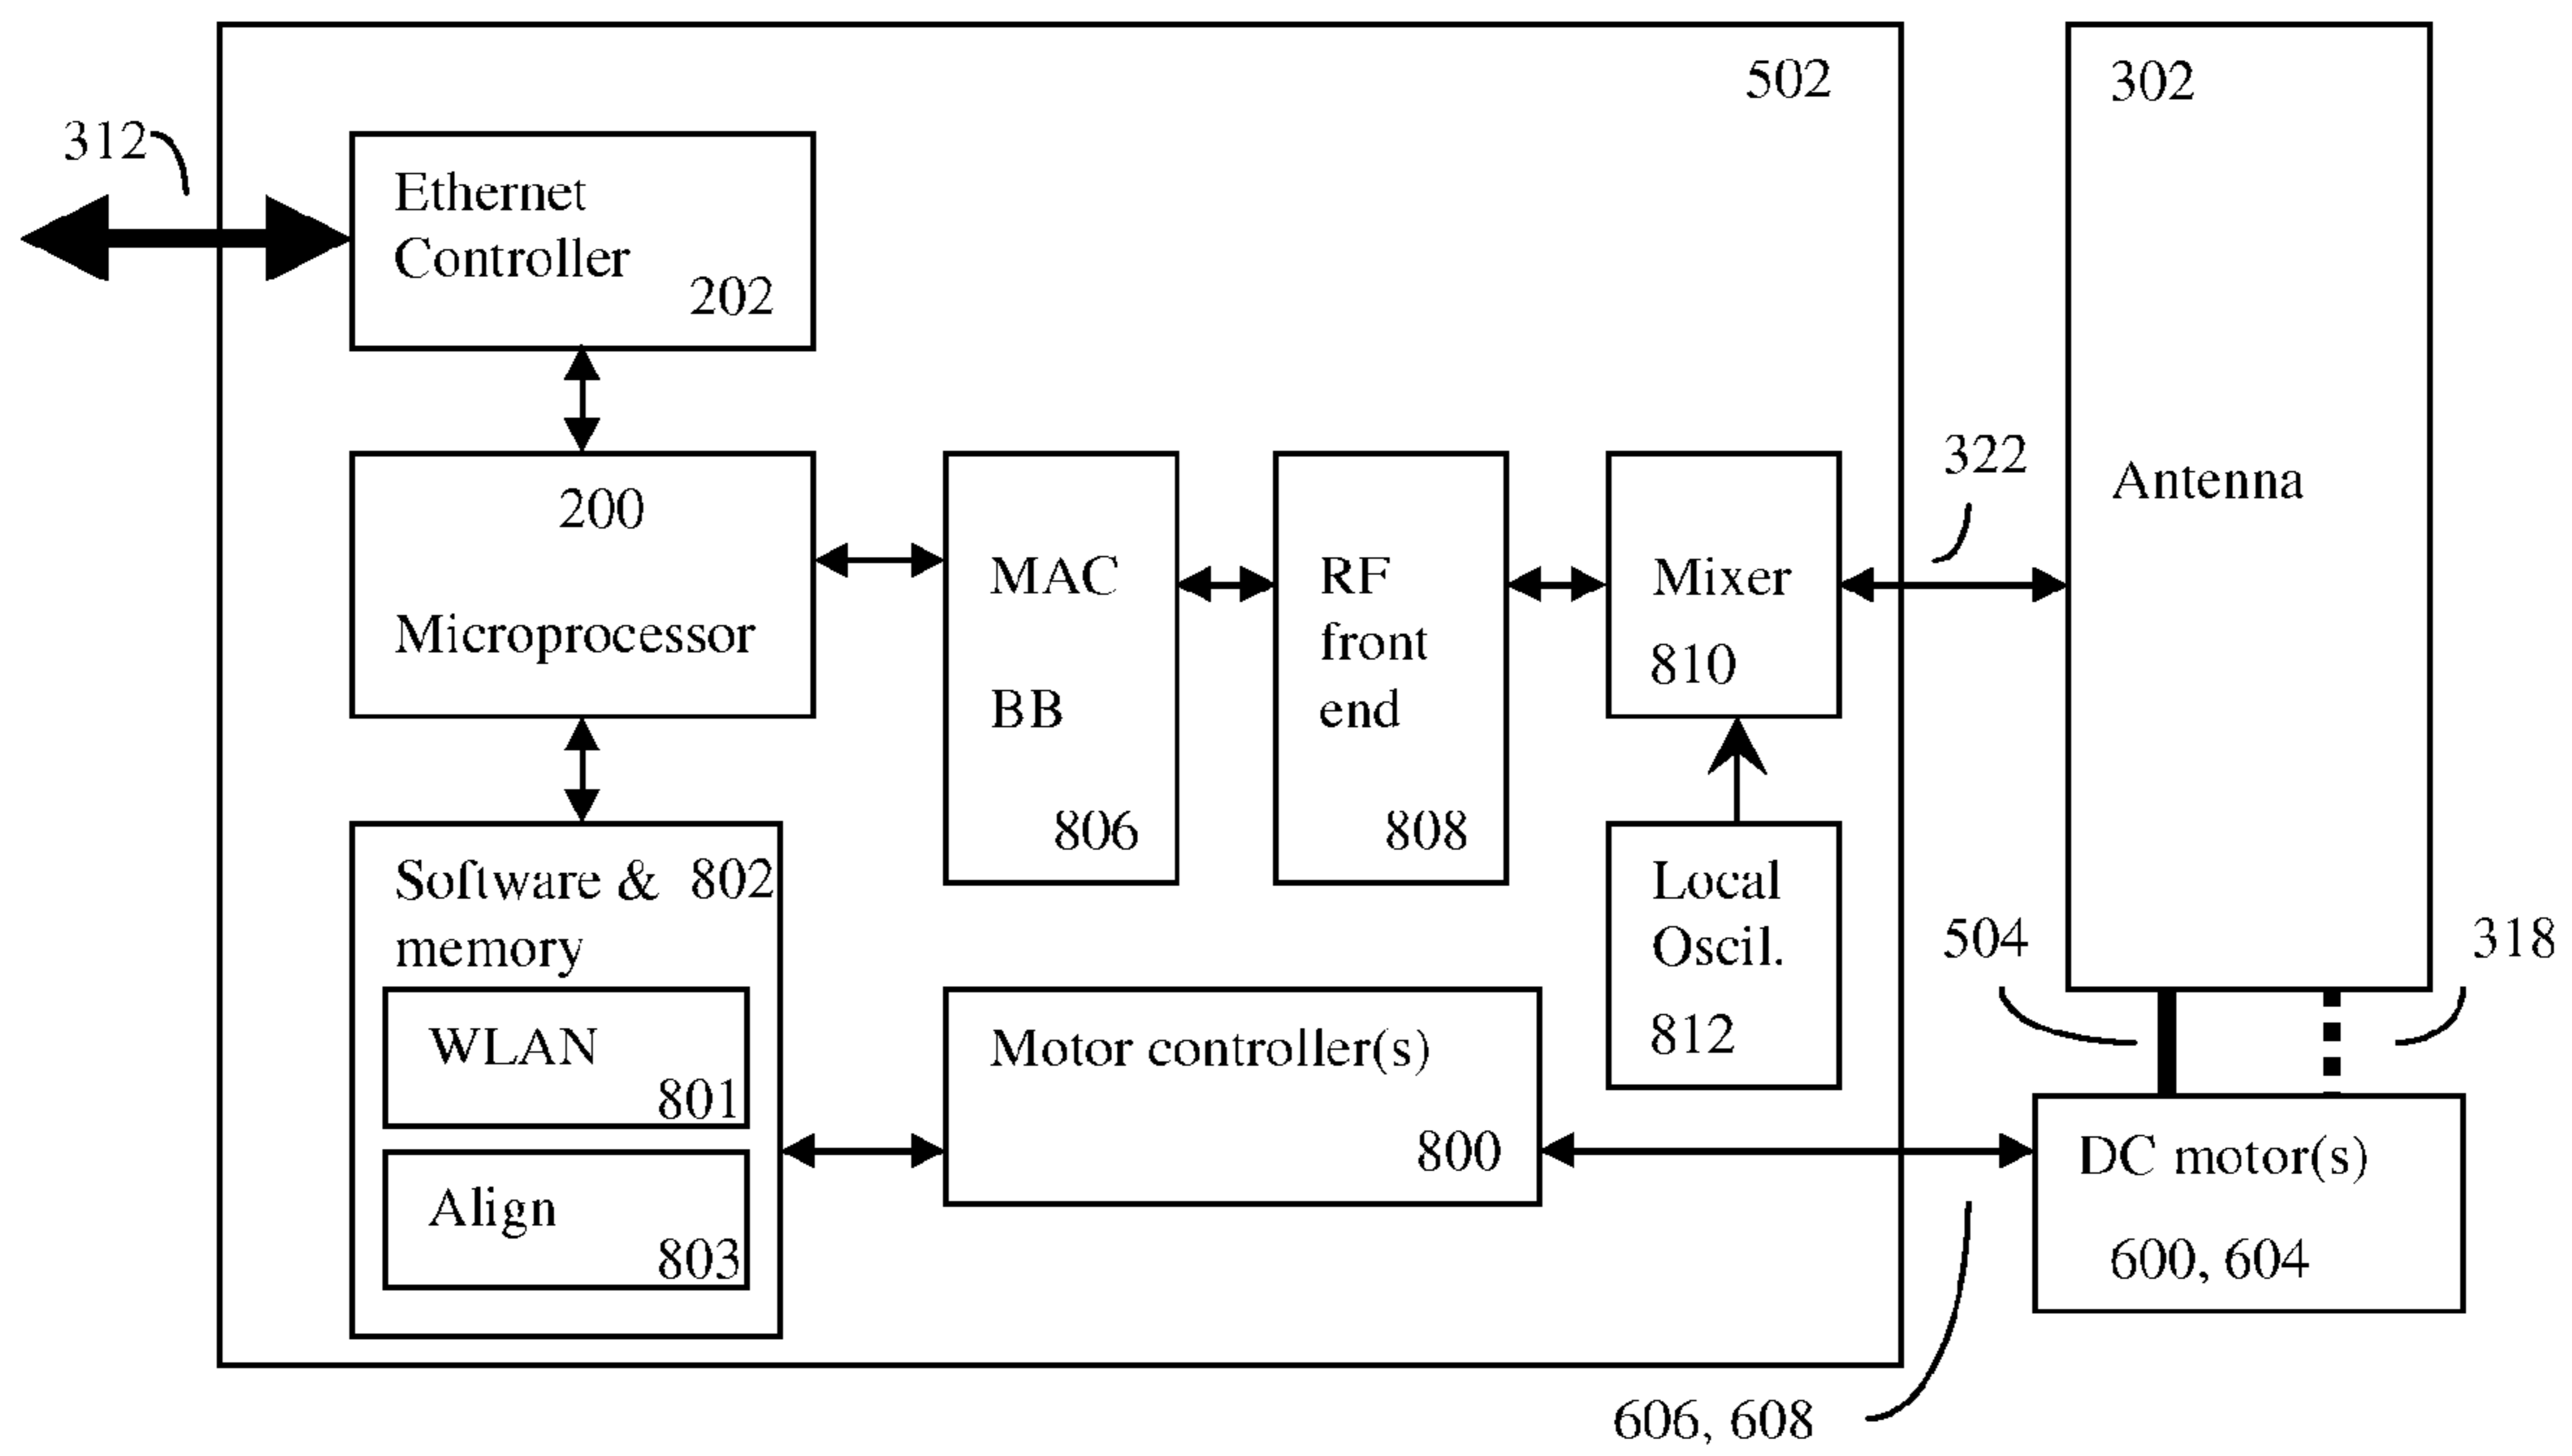 502
302
312
Ethernet
Controller
202
200
Microprocessor
MAC
BB
806
RF
front
end
808
Mixer
810
322
Antenna
Software & 802
memory
WLAN
801
Align
803
Motor controller(s)
800
Local
Oscil.
812
504
318
DC motor(s)
600, 604
606, 608